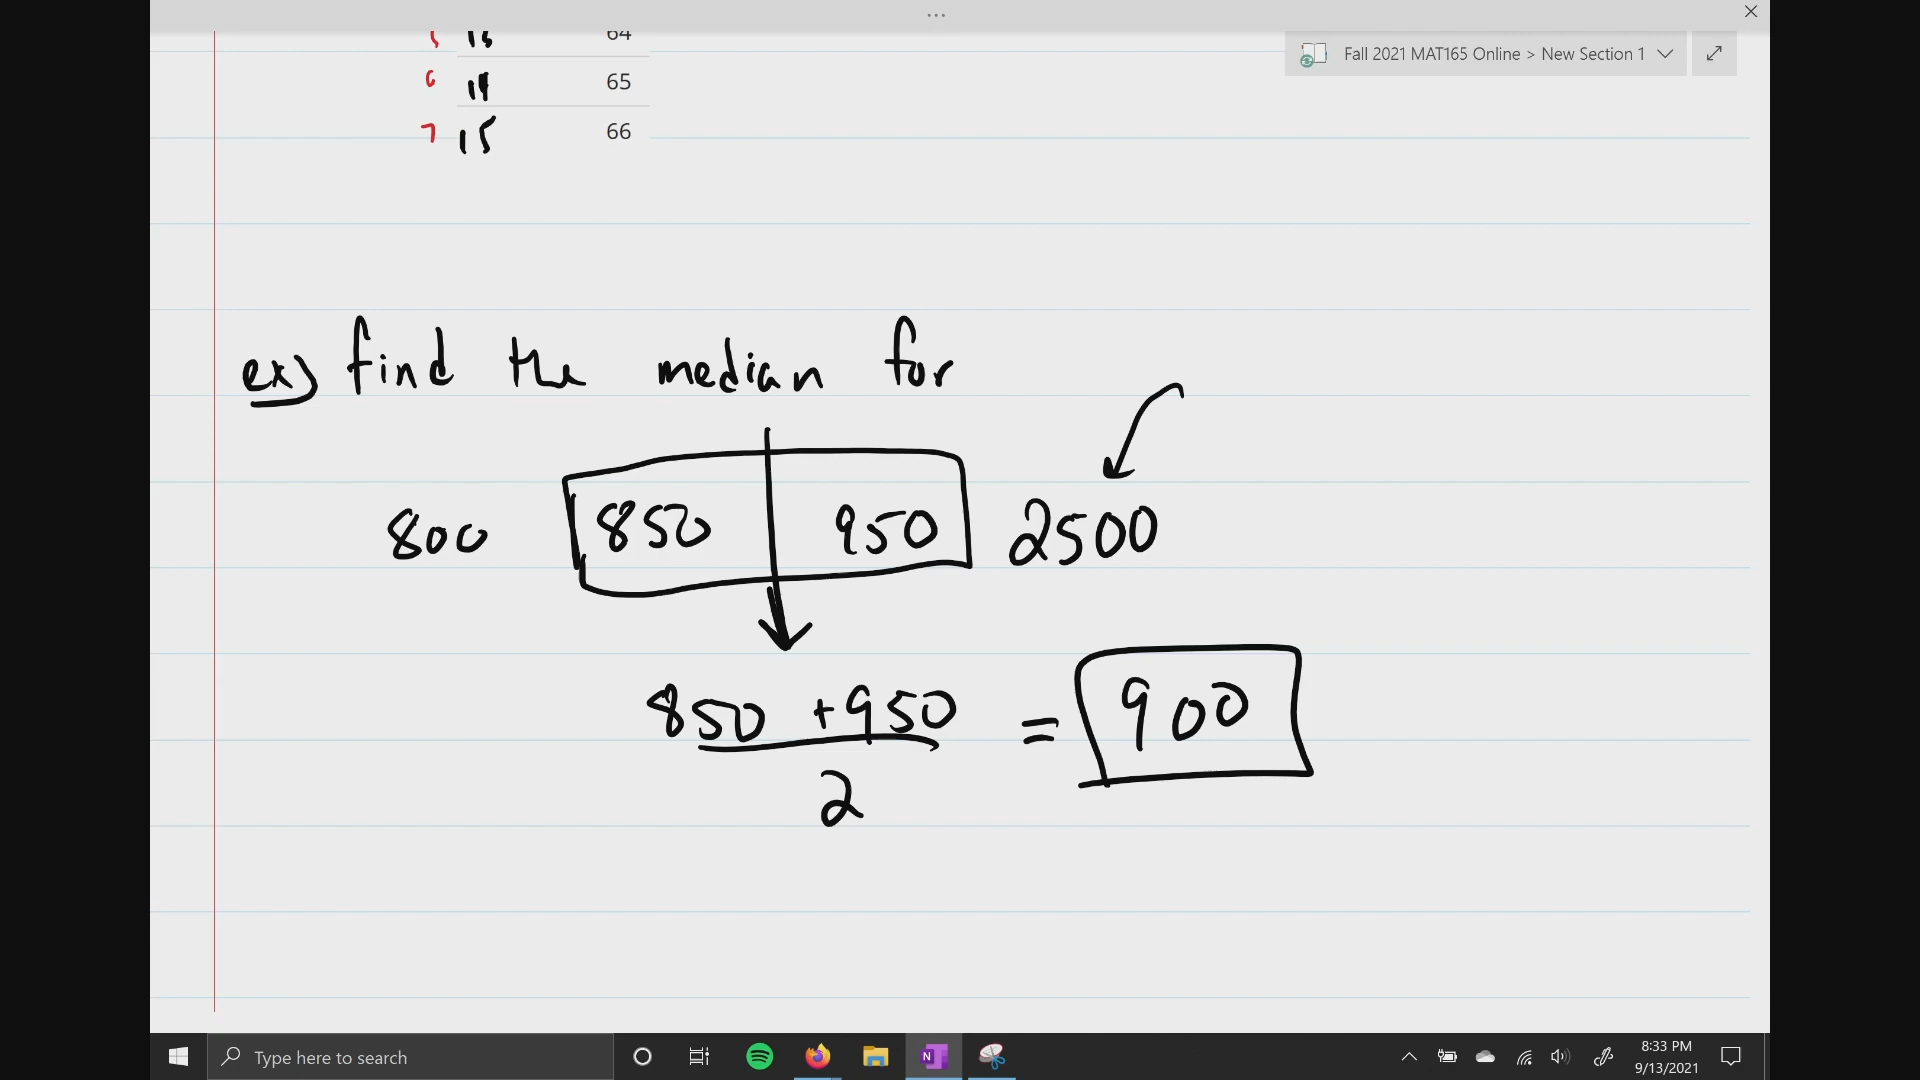 ...
Fall 2021 MAT165 Online > New Section 1
64
6 14 65
7 15 66
ex) find the median for
800 850 950 2500
850 + 950
2
= 900
Type here to search
N
8:33 PM
9/13/2021